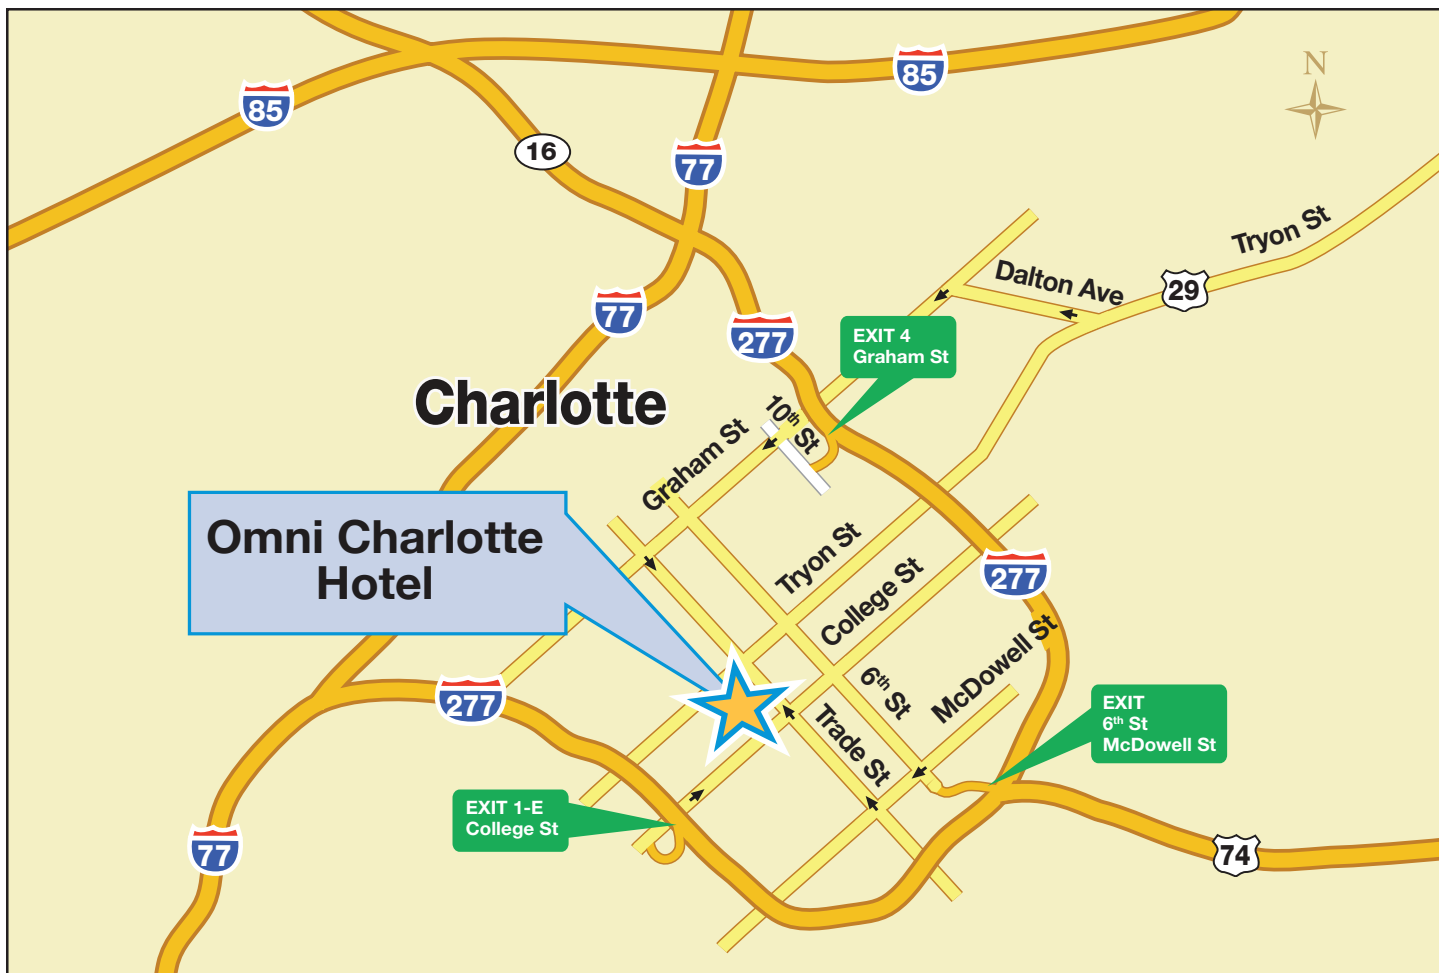 85
85
N
16
77
Tryon St
Dalton Ave
29
77
277
EXIT 4
Graham St
Charlotte
10th St
Graham St
Omni Charlotte
Hotel
Tryon St
College St
277
McDowell St
6th St
277
Trade St
EXIT
6th St
McDowell St
EXIT 1-E
College St
77
74